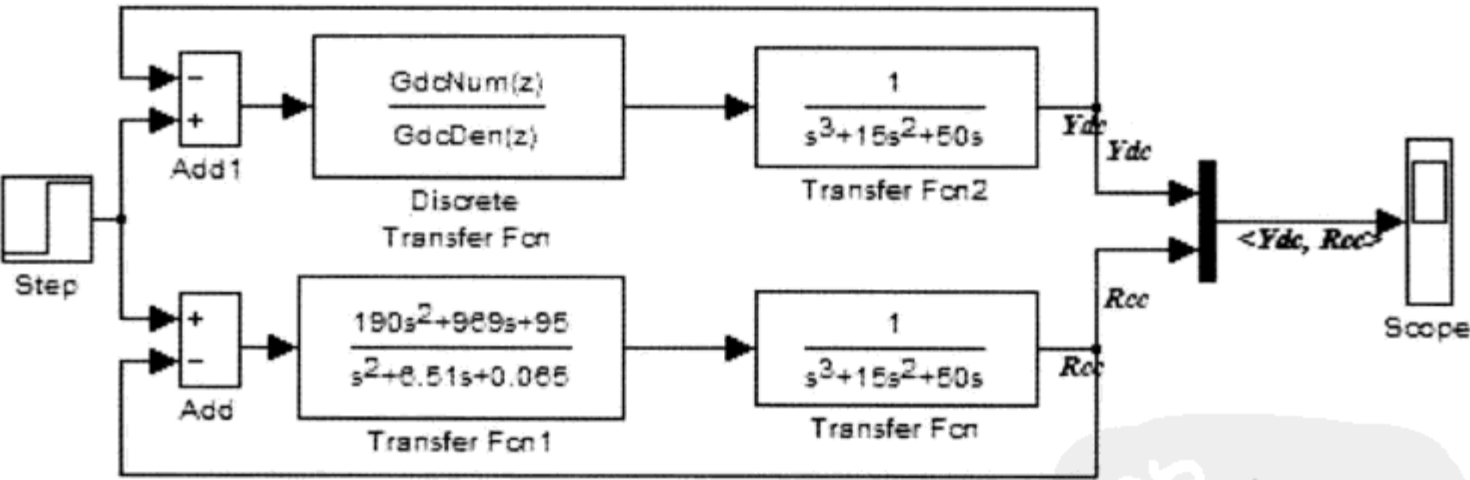 −
+
Add1
GdcNum(z)
GdcDen(z)
Discrete
Transfer Fcn
1
s³+15s²+50s
Transfer Fcn2
Ydc
Ydc
Step
+
−
Add
190s²+969s+95
s²+6.51s+0.065
Transfer Fcn1
1
s³+15s²+50s
Transfer Fcn
Rcc
Rcc
<Ydc, Rcc>
Scope